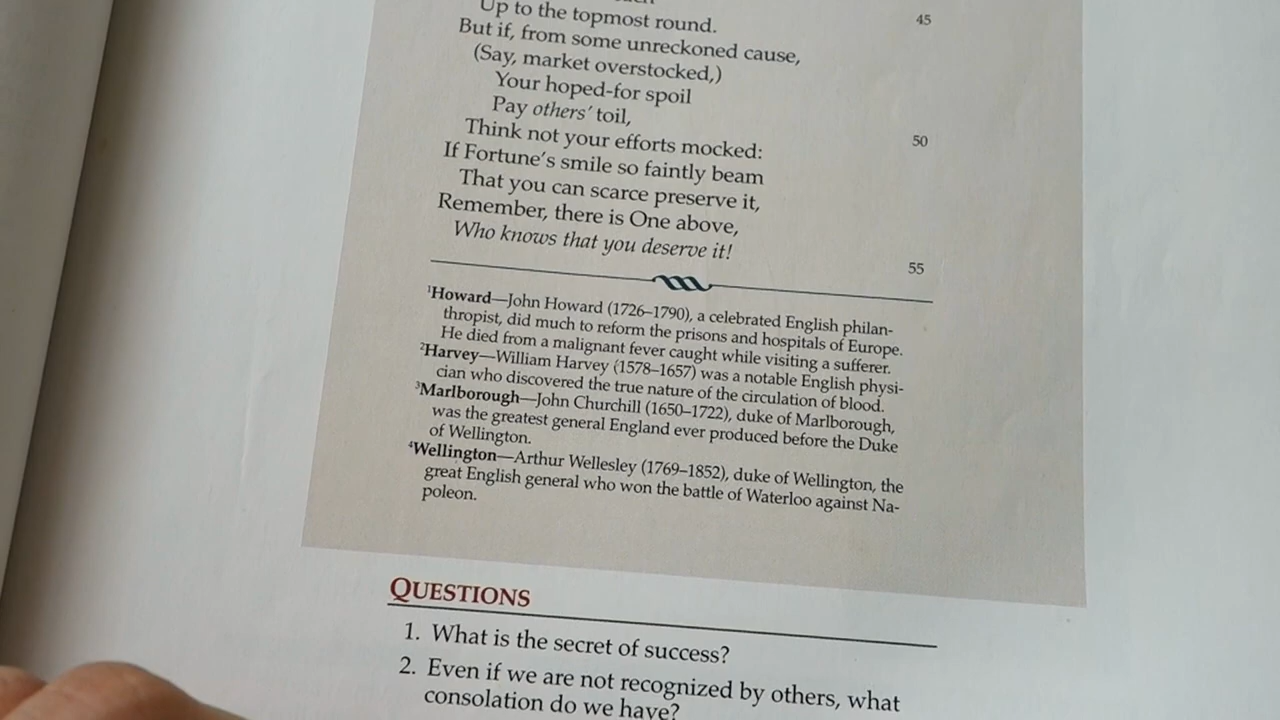 Up to the topmost round.
45
But if, from some unreckoned cause,
(Say, market overstocked,)
Your hoped-for spoil
Pay others' toil,
Think not your efforts mocked:
50
If Fortune's smile so faintly beam
That you can scarce preserve it,
Remember, there is One above,
Who knows that you deserve it!
55
¹Howard—John Howard (1726–1790), a celebrated English philan-
thropist, did much to reform the prisons and hospitals of Europe.
He died from a malignant fever caught while visiting a sufferer.
²Harvey—William Harvey (1578–1657) was a notable English physi-
cian who discovered the true nature of the circulation of blood.
³Marlborough—John Churchill (1650–1722), duke of Marlborough,
was the greatest general England ever produced before the Duke
of Wellington.
⁴Wellington—Arthur Wellesley (1769–1852), duke of Wellington, the
great English general who won the battle of Waterloo against Na-
poleon.
QUESTIONS
1. What is the secret of success?
2. Even if we are not recognized by others, what
consolation do we have?